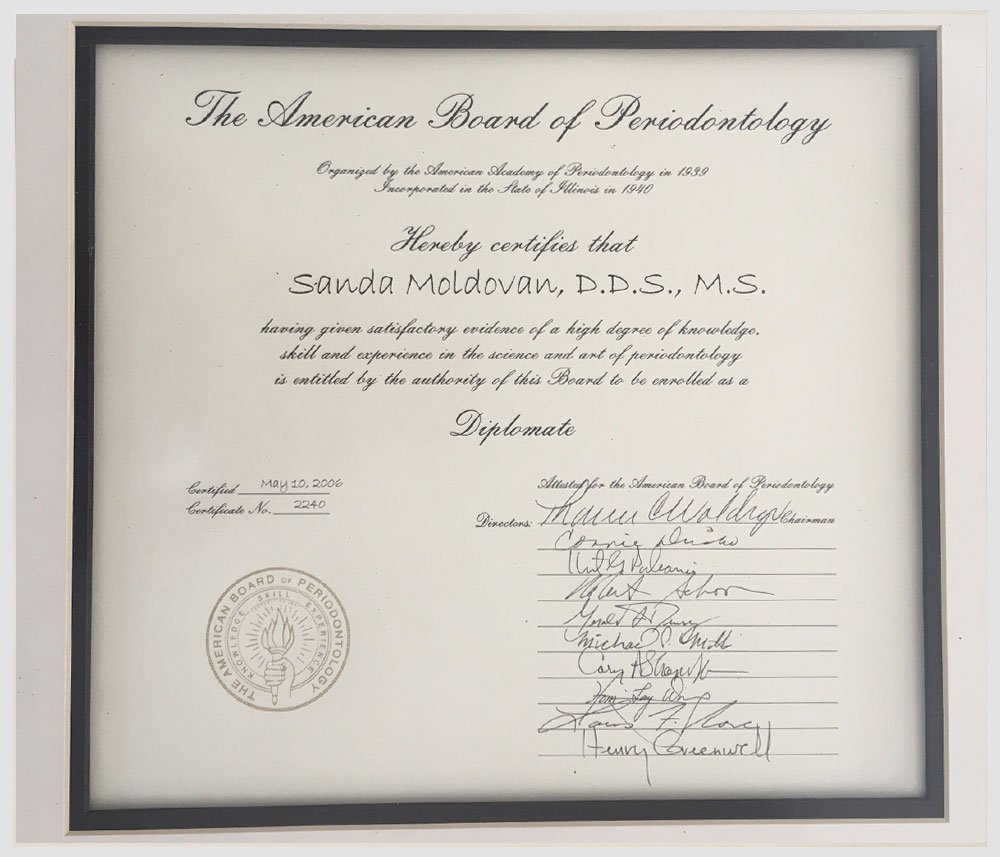 The American Board of Periodontology
Organized by the American Academy of Periodontology in 1939
Incorporated in the State of Illinois in 1940
Hereby certifies that
Sanda Moldovan, D.D.S., M.S.
having given satisfactory evidence of a high degree of knowledge,
skill and experience in the science and art of periodontology
is entitled by the authority of this Board to be enrolled as a
Diplomate
Certified May 10, 2006
Certificate No. 2240
Attested for the American Board of Periodontology
Directors: Chairman
Connie
Robert
Michael P.
Henry Greenwell
THE AMERICAN BOARD OF PERIODONTOLOGY
KNOWLEDGE SKILL EXPERIENCE